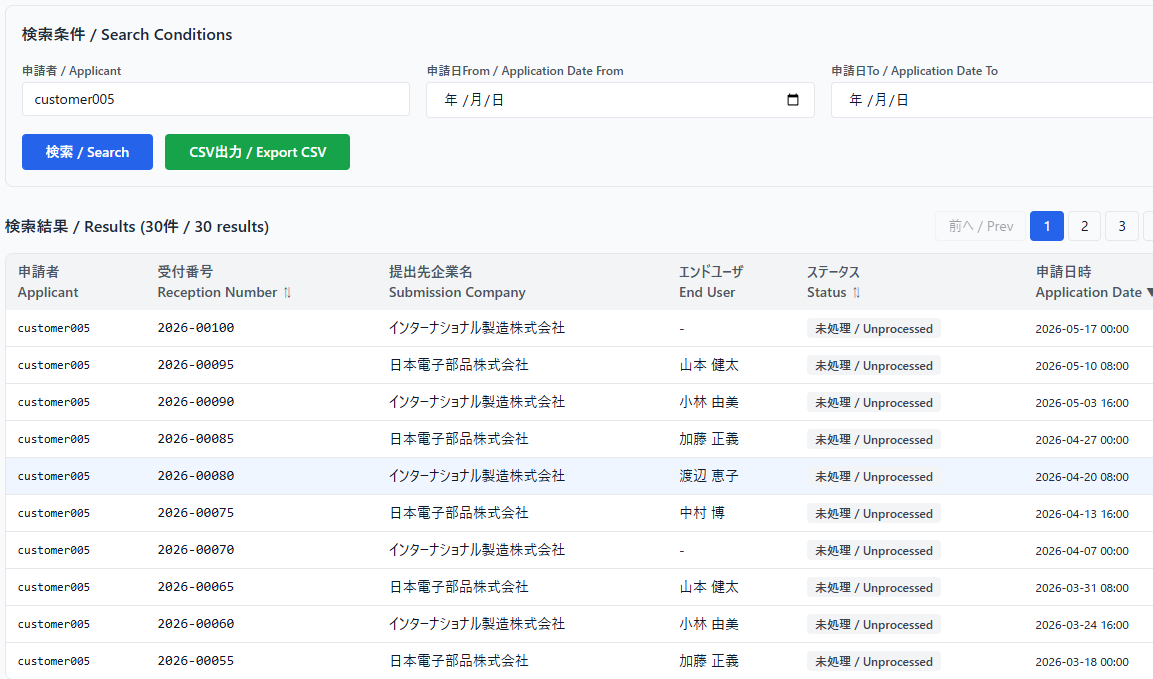 検索条件 / Search Conditions
申請者 / Applicant 申請日From / Application Date From 申請日To / Application Date To
customer005 年 /月/日 年 /月/日
検索 / Search CSV出力 / Export CSV
検索結果 / Results (30件 / 30 results) 前へ / Prev 1 2 3
申請者 受付番号 提出先企業名 エンドユーザ ステータス 申請日時
Applicant Reception Number ⇅ Submission Company End User Status ⇅ Application Date ▼
customer005 2026-00100 インターナショナル製造株式会社 - 未処理 / Unprocessed 2026-05-17 00:00
customer005 2026-00095 日本電子部品株式会社 山本 健太 未処理 / Unprocessed 2026-05-10 08:00
customer005 2026-00090 インターナショナル製造株式会社 小林 由美 未処理 / Unprocessed 2026-05-03 16:00
customer005 2026-00085 日本電子部品株式会社 加藤 正義 未処理 / Unprocessed 2026-04-27 00:00
customer005 2026-00080 インターナショナル製造株式会社 渡辺 恵子 未処理 / Unprocessed 2026-04-20 08:00
customer005 2026-00075 日本電子部品株式会社 中村 博 未処理 / Unprocessed 2026-04-13 16:00
customer005 2026-00070 インターナショナル製造株式会社 - 未処理 / Unprocessed 2026-04-07 00:00
customer005 2026-00065 日本電子部品株式会社 山本 健太 未処理 / Unprocessed 2026-03-31 08:00
customer005 2026-00060 インターナショナル製造株式会社 小林 由美 未処理 / Unprocessed 2026-03-24 16:00
customer005 2026-00055 日本電子部品株式会社 加藤 正義 未処理 / Unprocessed 2026-03-18 00:00